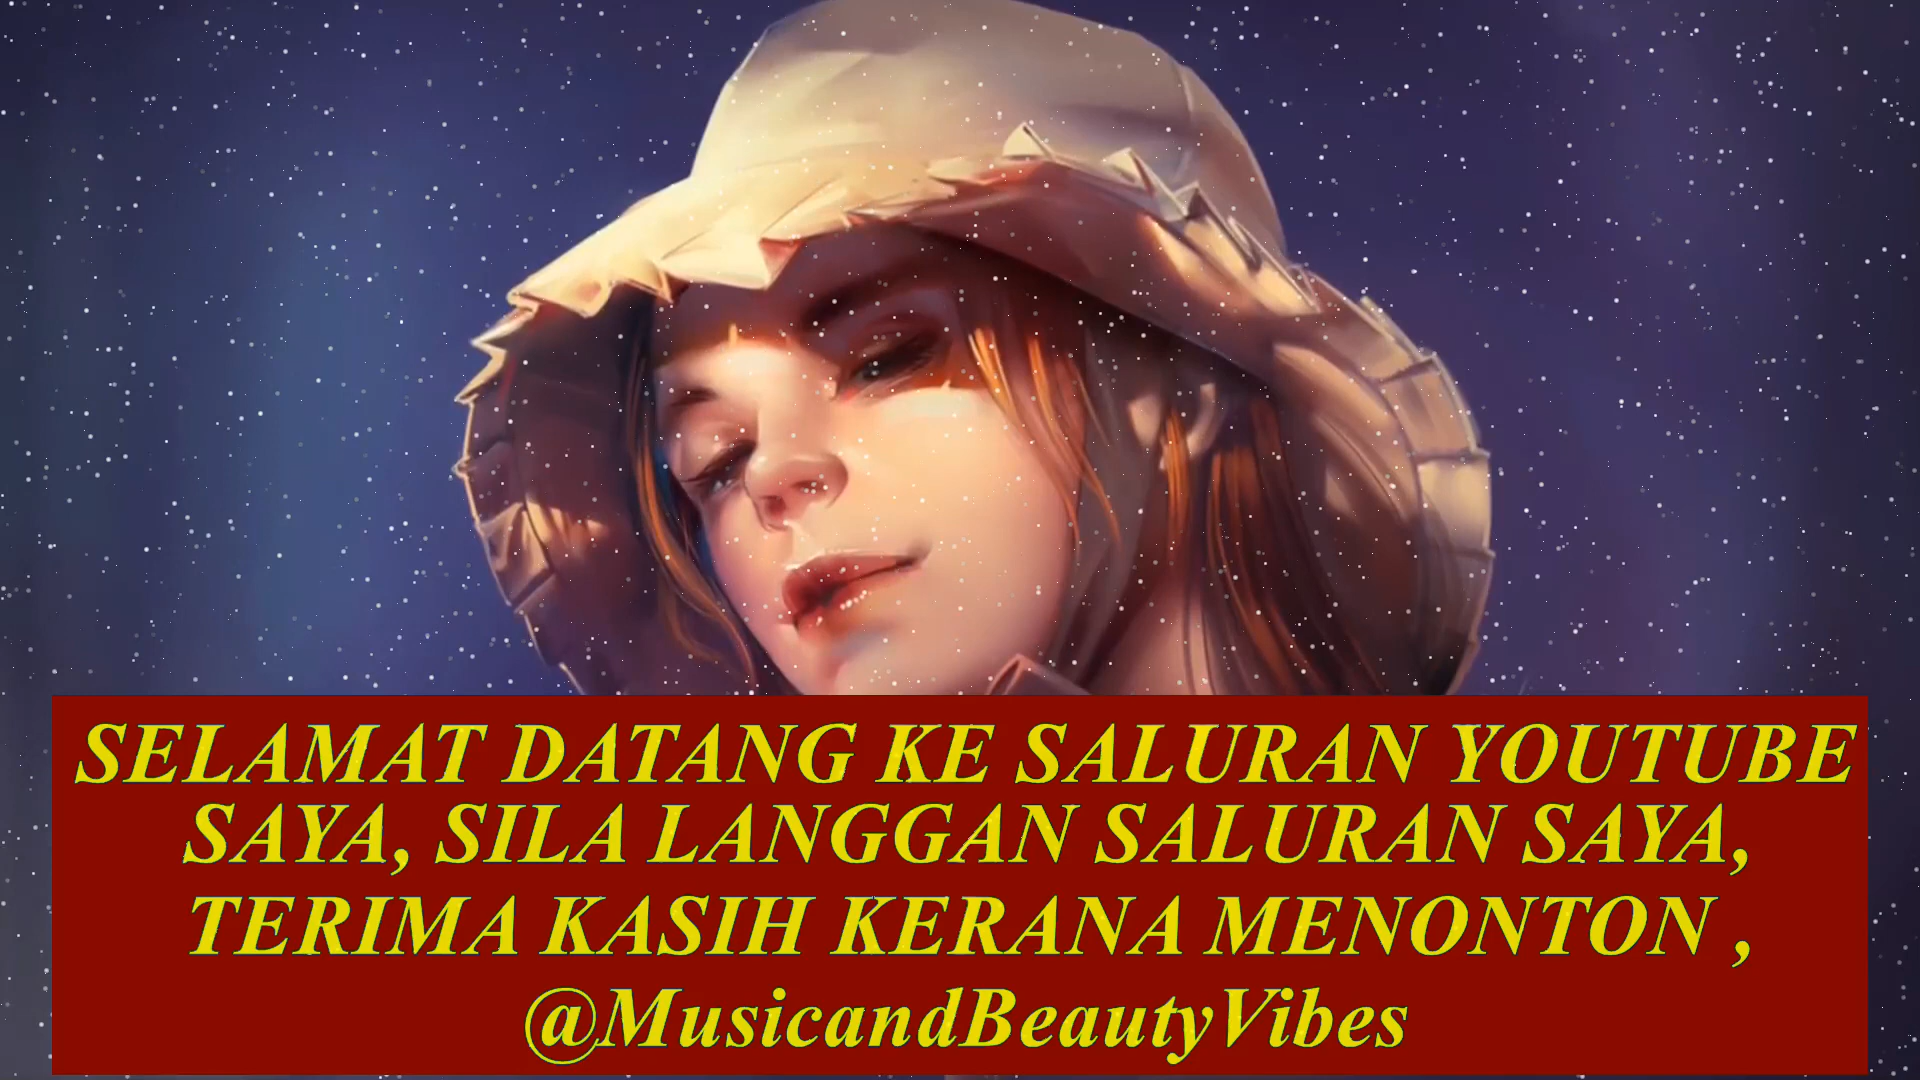 SELAMAT DATANG KE SALURAN YOUTUBE
SAYA, SILA LANGGAN SALURAN SAYA,
TERIMA KASIH KERANA MENONTON ,
@MusicandBeautyVibes